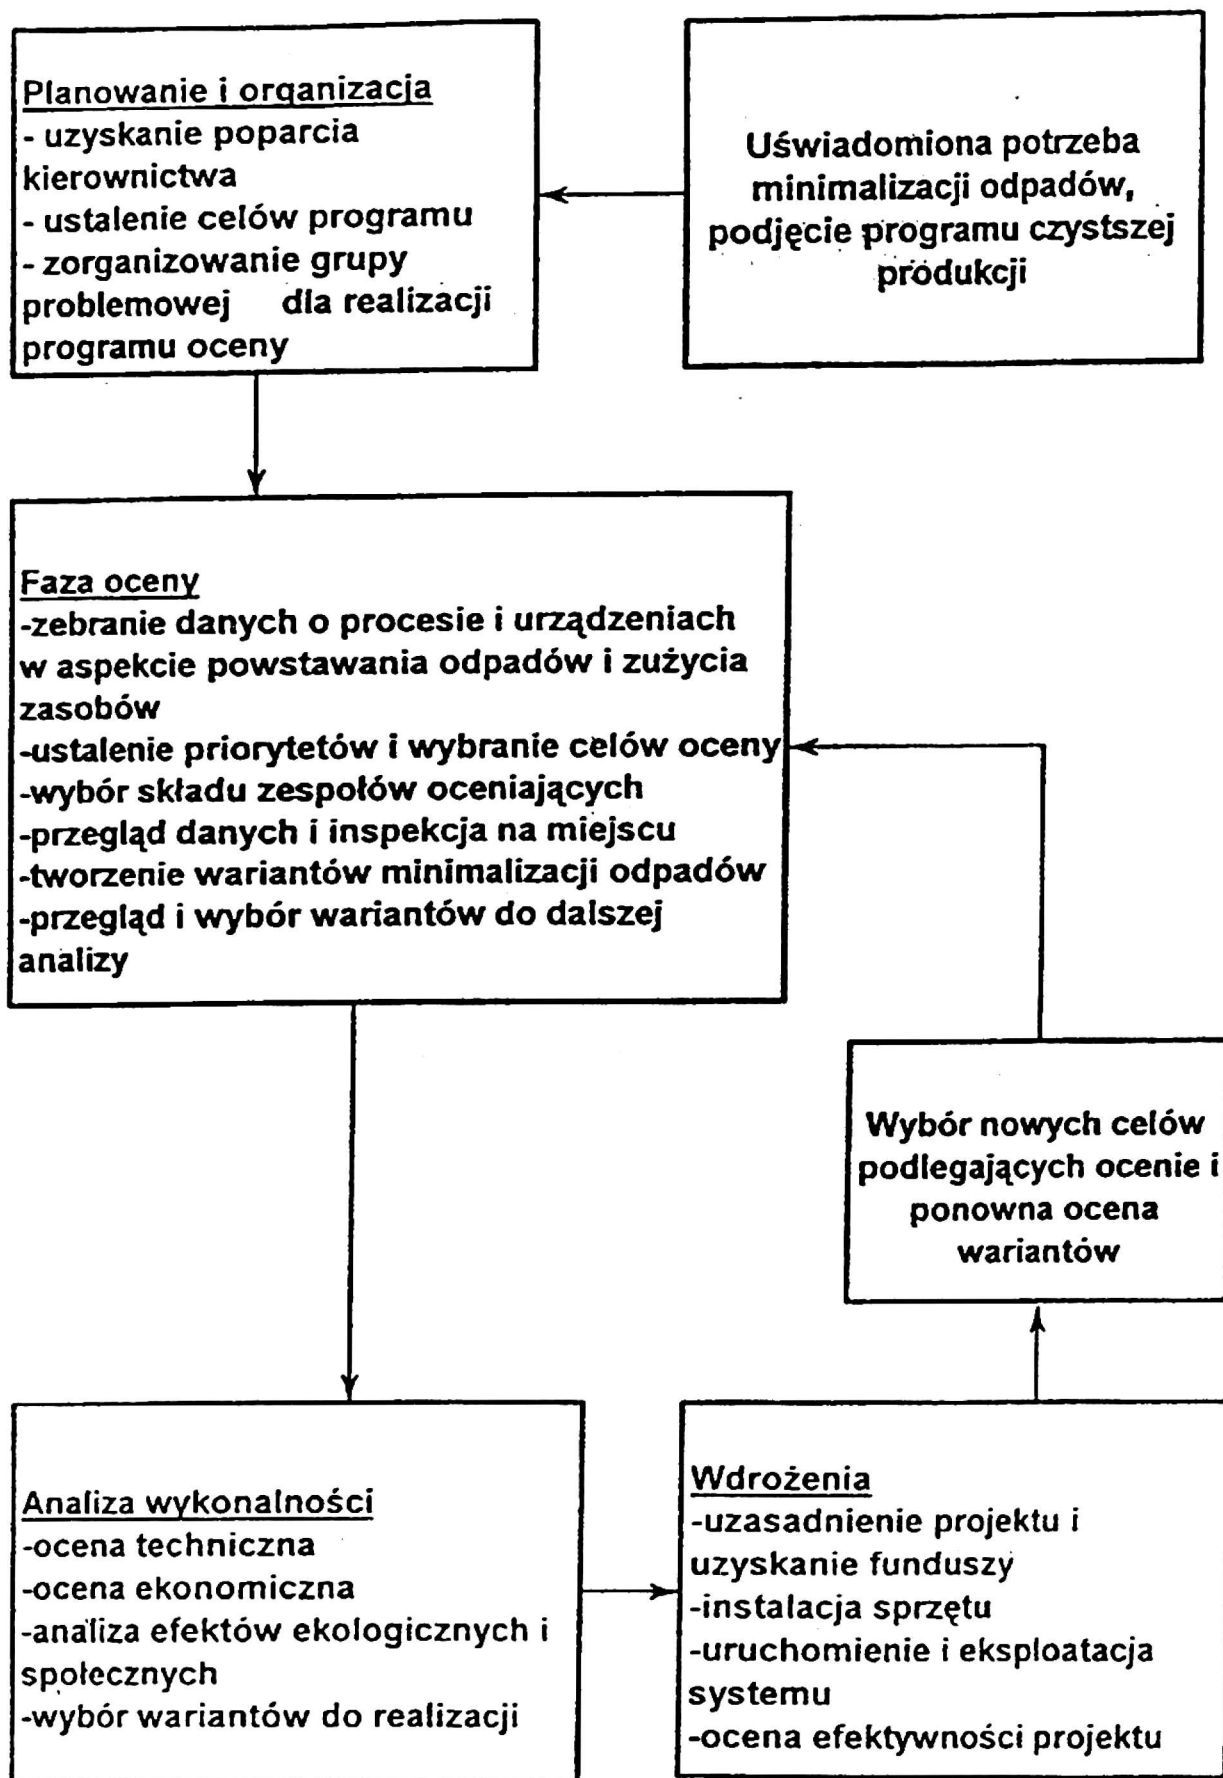 Planowanie i organizacja
- uzyskanie poparcia
kierownictwa
- ustalenie celów programu
- zorganizowanie grupy
problemowej dla realizacji
programu oceny
Uświadomiona potrzeba
minimalizacji odpadów,
podjęcie programu czystszej
produkcji
Faza oceny
-zebranie danych o procesie i urządzeniach
w aspekcie powstawania odpadów i zużycia
zasobów
-ustalenie priorytetów i wybranie celów oceny
-wybór składu zespołów oceniających
-przegląd danych i inspekcja na miejscu
-tworzenie wariantów minimalizacji odpadów
-przegląd i wybór wariantów do dalszej
analizy
Wybór nowych celów
podlegających ocenie i
ponowna ocena
wariantów
Analiza wykonalności
-ocena techniczna
-ocena ekonomiczna
-analiza efektów ekologicznych i
społecznych
-wybór wariantów do realizacji
Wdrożenia
-uzasadnienie projektu i
uzyskanie funduszy
-instalacja sprzętu
-uruchomienie i eksploatacja
systemu
-ocena efektywności projektu